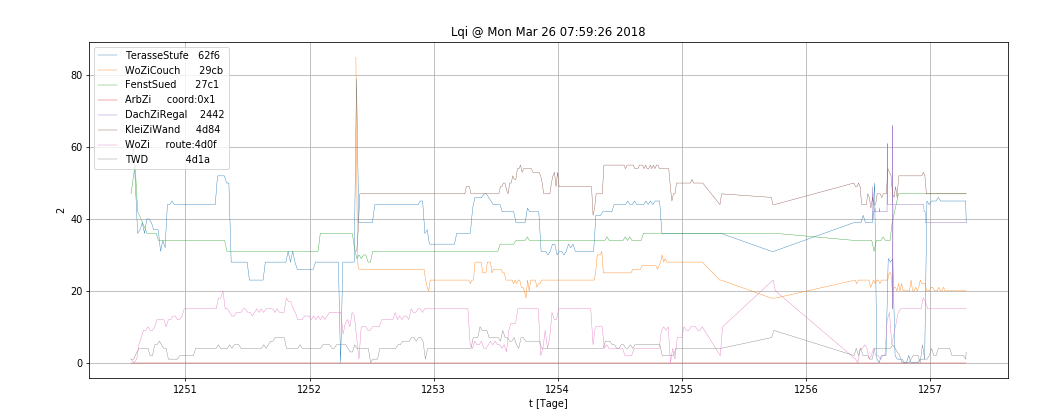 Lqi @ Mon Mar 26 07:59:26 2018
TerasseStufe 62f6
WoZiCouch 29cb
FenstSued 27c1
ArbZi coord:0x1
DachZiRegal 2442
KleiZiWand 4d84
WoZi route:4d0f
TWD 4d1a
80
60
40
20
0
2
1251 1252 1253 1254 1255 1256 1257
t [Tage]